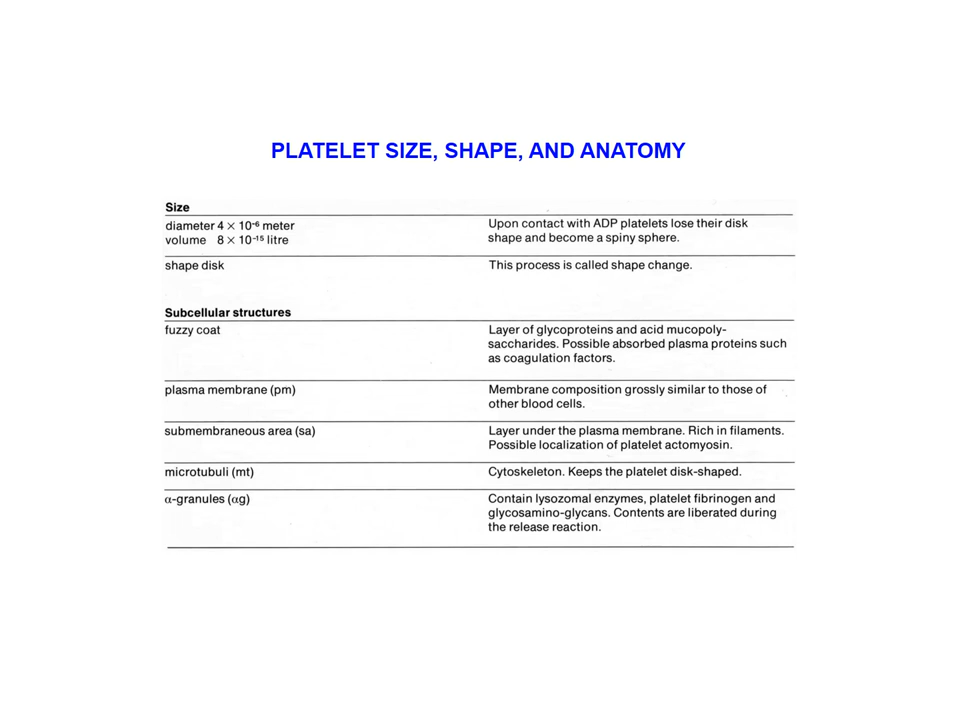 PLATELET SIZE, SHAPE, AND ANATOMY
Size
diameter 4 × 10⁻⁶ meter
volume 8 × 10⁻¹⁵ litre
Upon contact with ADP platelets lose their disk
shape and become a spiny sphere.
shape disk
This process is called shape change.
Subcellular structures
fuzzy coat
Layer of glycoproteins and acid mucopoly-
saccharides. Possible absorbed plasma proteins such
as coagulation factors.
plasma membrane (pm)
Membrane composition grossly similar to those of
other blood cells.
submembraneous area (sa)
Layer under the plasma membrane. Rich in filaments.
Possible localization of platelet actomyosin.
microtubuli (mt)
Cytoskeleton. Keeps the platelet disk-shaped.
α-granules (αg)
Contain lysozomal enzymes, platelet fibrinogen and
glycosamino-glycans. Contents are liberated during
the release reaction.